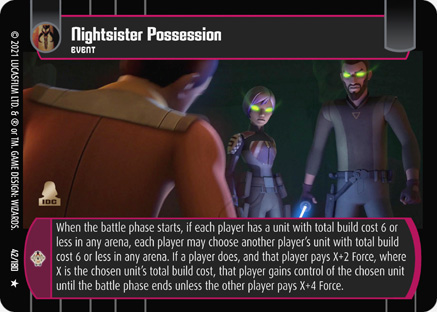 Nightsister Possession
EVENT
IDC
When the battle phase starts, if each player has a unit with total build cost 6 or
less in any arena, each player may choose another player's unit with total build
cost 6 or less in any arena. If a player does, and that player pays X+2 Force, where
X is the chosen unit's total build cost, that player gains control of the chosen unit
until the battle phase ends unless the other player pays X+4 Force.
© 2021 LUCASFILM LTD. & ® or TM. GAME DESIGN: WIZARDS. 42/180 ★